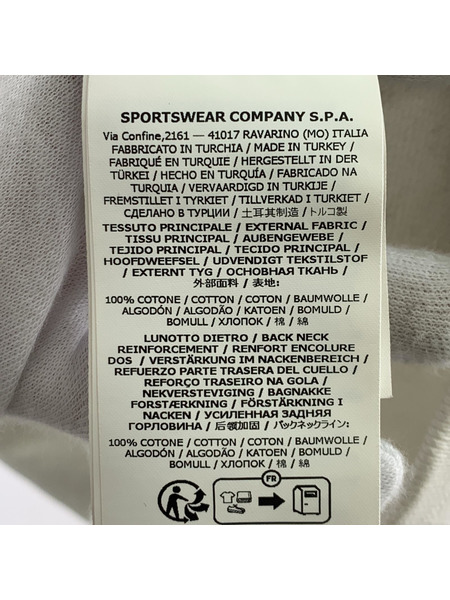 SPORTSWEAR COMPANY S.P.A.
Via Confine,2161 — 41017 RAVARINO (MO) ITALIA
FABBRICATO IN TURCHIA / MADE IN TURKEY /
FABRIQUÉ EN TURQUIE / HERGESTELLT IN DER
TÜRKEI / HECHO EN TURQUÍA / FABRICADO NA
TURQUIA / VERVAARDIGD IN TURKIJE /
FREMSTILLET I TYRKIET / TILLVERKAD I TURKIET /
СДЕЛАНО В ТУРЦИИ / 土耳其制造 / トルコ製
TESSUTO PRINCIPALE / EXTERNAL FABRIC /
TISSU PRINCIPAL / AUßENGEWEBE /
TEJIDO PRINCIPAL / TECIDO PRINCIPAL /
HOOFDWEEFSEL / UDVENDIGT TEKSTILSTOF
/ EXTERNT TYG / ОСНОВНАЯ ТКАНЬ /
外部面料 / 表地:
100% COTONE / COTTON / COTON / BAUMWOLLE /
ALGODÓN / ALGODÃO / KATOEN / BOMULD /
BOMULL / ХЛОПОК / 棉 / 綿
LUNOTTO DIETRO / BACK NECK
REINFORCEMENT / RENFORT ENCOLURE
DOS / VERSTÄRKUNG IM NACKENBEREICH /
REFUERZO PARTE TRASERA DEL CUELLO /
REFORÇO TRASEIRO NA GOLA /
NEKVERSTEVIGING / BAGNAKKE
FORSTÆRKNING / FÖRSTÄRKNING I
NACKEN / УСИЛЕННАЯ ЗАДНЯЯ
ГОРЛОВИНА / 后领加固 / バックネックライン:
100% COTONE / COTTON / COTON / BAUMWOLLE /
ALGODÓN / ALGODÃO / KATOEN / BOMULD /
BOMULL / ХЛОПОК / 棉 / 綿
FR